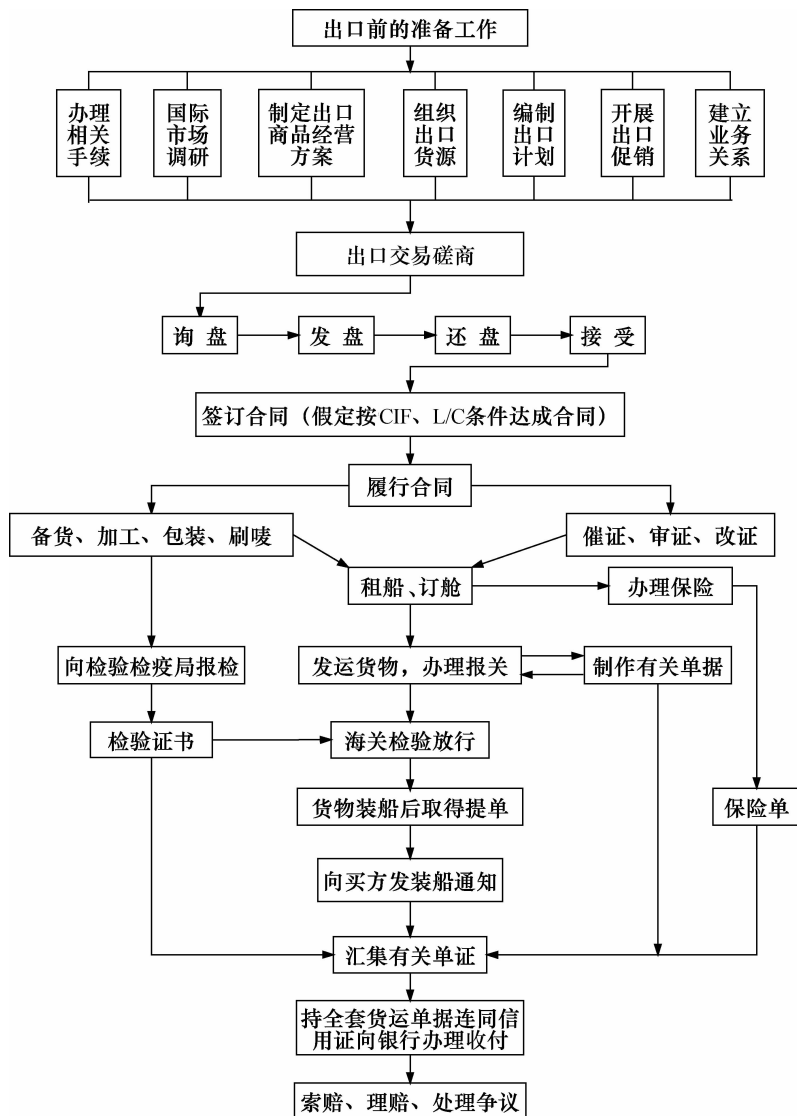 出口前的准备工作
办理
相关
手续
国际
市场
调研
制定出口
商品经营
方案
组织
出口
货源
编制
出口
计划
开展
出口
促销
建立
业务
关系
出口交易磋商
询 盘
发 盘
还 盘
接 受
签订合同（假定按CIF、L/C条件达成合同）
履行合同
备货、加工、包装、刷唛
催证、审证、改证
租船、订舱
办理保险
向检验检疫局报检
发运货物，办理报关
制作有关单据
检验证书
海关检验放行
货物装船后取得提单
保险单
向买方发装船通知
汇集有关单证
持全套货运单据连同信
用证向银行办理收付
索赔、理赔、处理争议